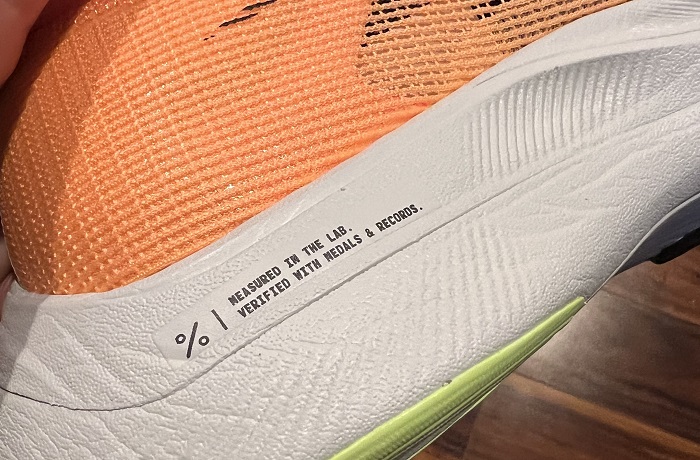 MEASURED IN THE LAB.
% | VERIFIED WITH MEDALS & RECORDS.